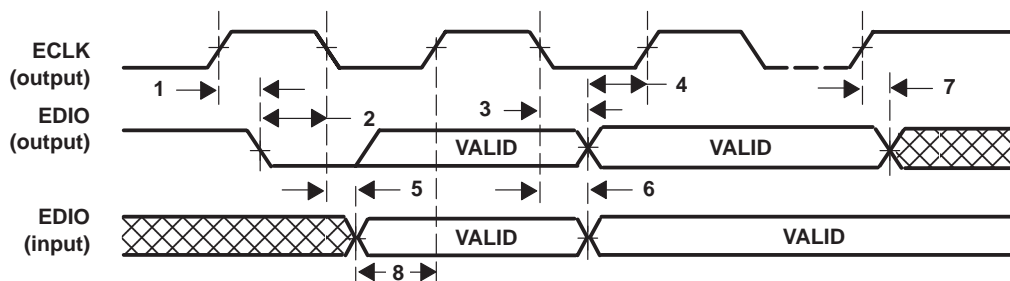 ECLK
(output)
1
4
7
3
EDIO
(output)
2
VALID
VALID
5
6
EDIO
(input)
VALID
VALID
8